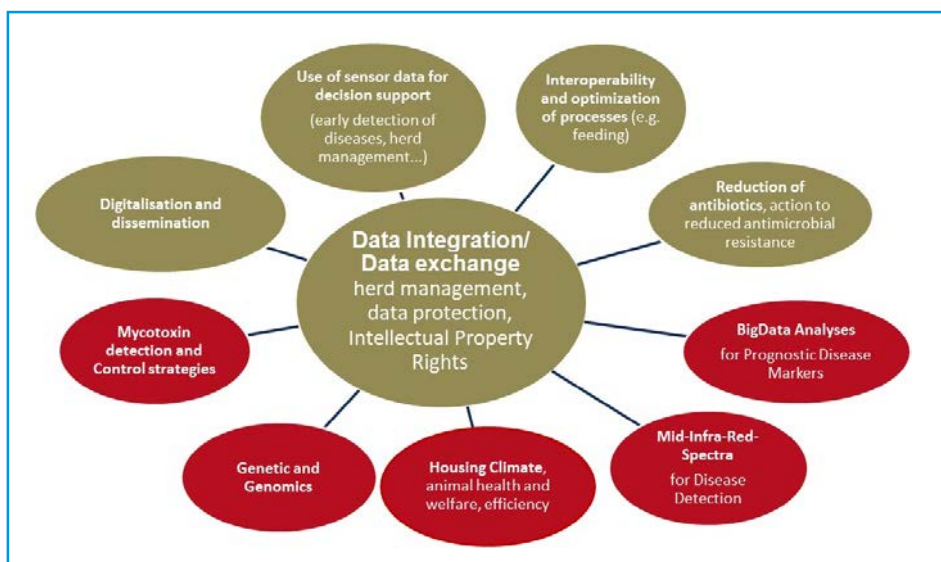 Use of sensor data for
decision support
(early detection of
diseases, herd
management...)
Interoperability
and optimization
of processes (e.g.
feeding)
Digitalisation and
dissemination
Reduction of
antibiotics, action to
reduced antimicrobial
resistance
Data Integration/
Data exchange
herd management,
data protection,
Intellectual Property
Rights
Mycotoxin
detection and
Control strategies
BigData Analyses
for Prognostic Disease
Markers
Genetic and
Genomics
Housing Climate,
animal health and
welfare, efficiency
Mid-Infra-Red-
Spectra
for Disease
Detection